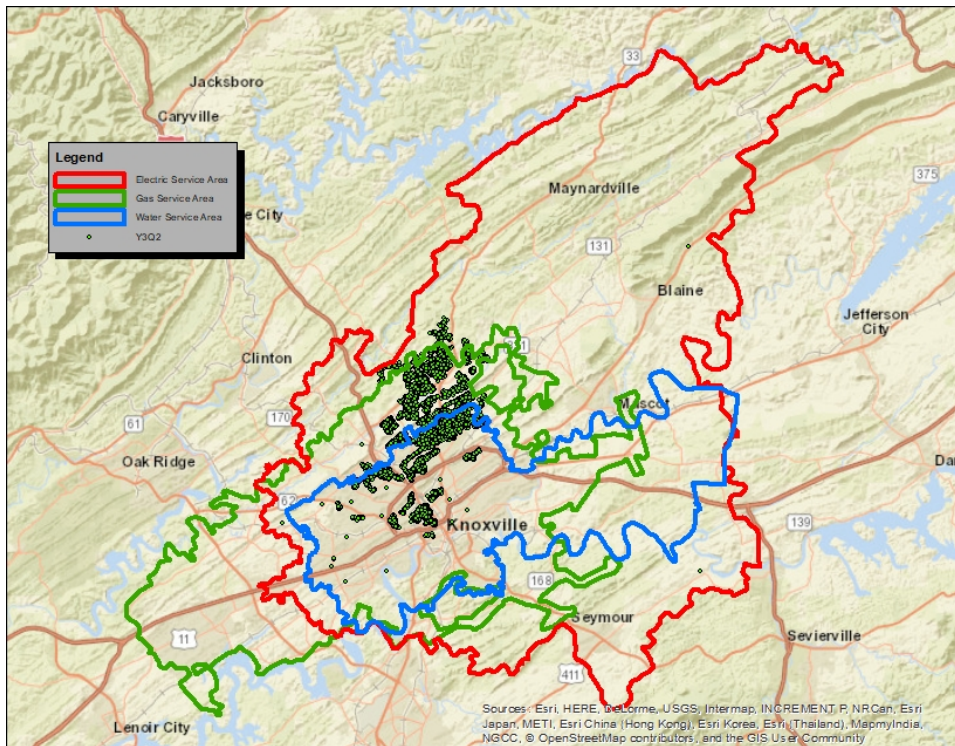 33
Jacksboro
Caryville
Legend
Electric Service Area
Gas Service Area
Water Service Area
Y3Q2
e City
375
Maynardville
131
Blaine
Jefferson
City
Clinton
Mascot
170
61
Oak Ridge
Da
62
Knoxville
139
168
Seymour
11
Sevierville
411
Lenoir City
Sources: Esri, HERE, DeLorme, USGS, Intermap, INCREMENT P, NRCan, Esri
Japan, METI, Esri China (Hong Kong), Esri Korea, Esri (Thailand), MapmyIndia,
NGCC, © OpenStreetMap contributors, and the GIS User Community